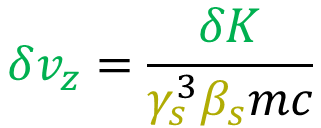 δv_z = δK / (γ_s^3 β_s mc)